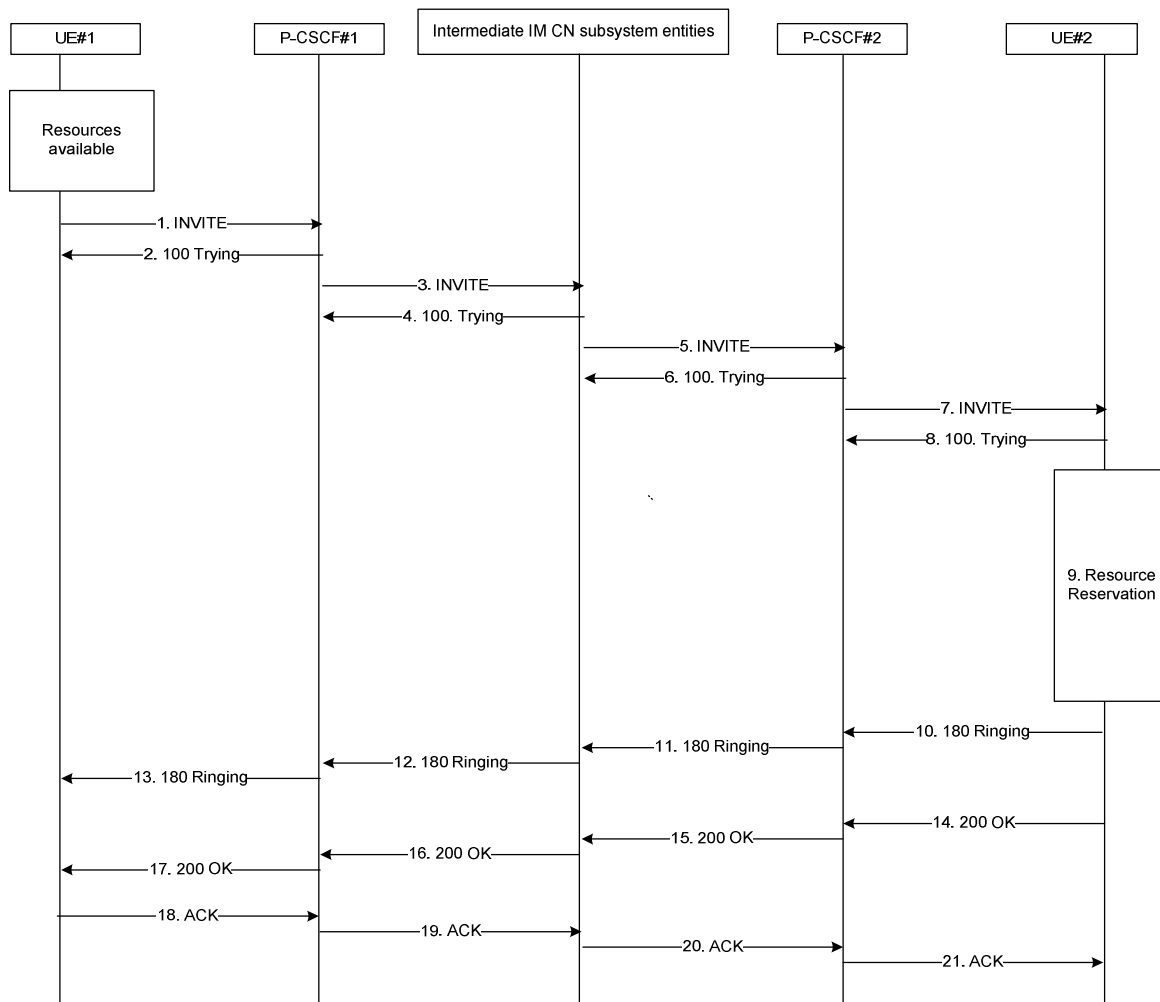 UE#1
P-CSCF#1
Intermediate IM CN subsystem entities
P-CSCF#2
UE#2
Resources
available
1. INVITE
2. 100 Trying
3. INVITE
4. 100. Trying
5. INVITE
6. 100. Trying
7. INVITE
8. 100. Trying
9. Resource
Reservation
10. 180 Ringing
11. 180 Ringing
12. 180 Ringing
13. 180 Ringing
14. 200 OK
15. 200 OK
16. 200 OK
17. 200 OK
18. ACK
19. ACK
20. ACK
21. ACK